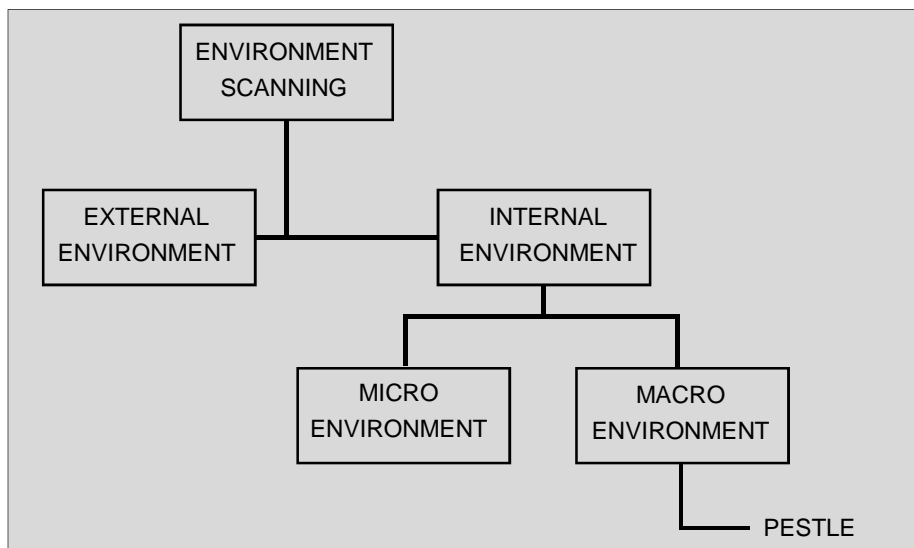 ENVIRONMENT
SCANNING
EXTERNAL
ENVIRONMENT
INTERNAL
ENVIRONMENT
MICRO
ENVIRONMENT
MACRO
ENVIRONMENT
PESTLE